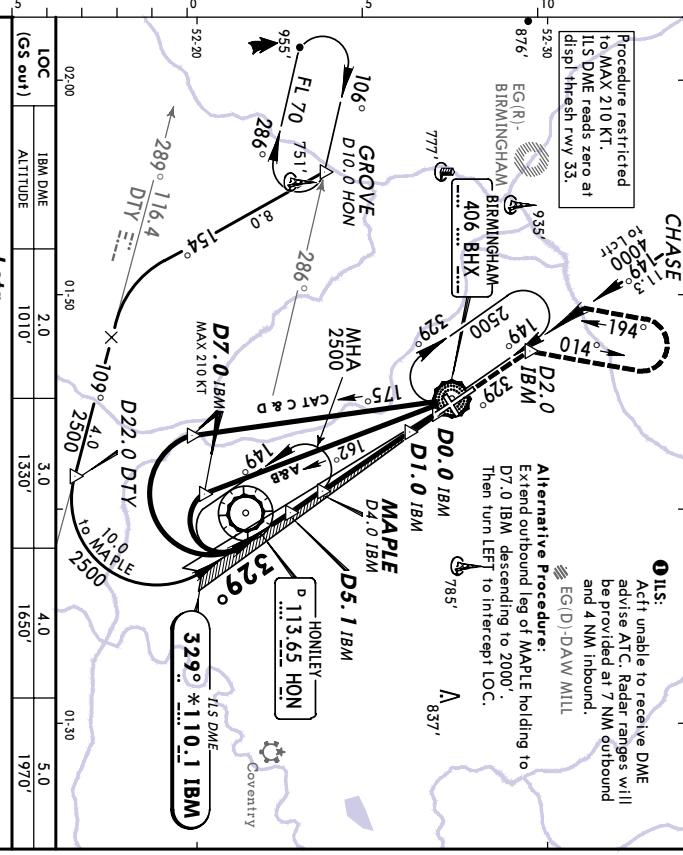 Procedure restricted
to MAX 210 KT.
ILS DME reads zero at
displ thresh rwy 33.
❶ ILS:
Acft unable to receive DME
advise ATC. Radar ranges will
be provided at 7 NM outbound
and 4 NM inbound.
EG(D)-DAW MILL
Alternative Procedure:
Extend outbound leg of MAPLE holding to
D7.0 IBM descending to 2000'.
Then turn LEFT to intercept LOC.
CHASE
11.3
149°
4000
to Lctr
194°
014°
D2.0
IBM
876'
52-30
10
EG(R)-
BIRMINGHAM
935'
777'
BIRMINGHAM
406 BHX
149°
2500
329°
329°
D0.0 IBM
D1.0 IBM
785'
837'
5
GROVE
D10.0 HON
106°
FL 70
286°
751'
955'
286°
MHA
2500
CAT C & D
175°
162°
A&B
149°
MAPLE
D4.0 IBM
D5.1 IBM
HONILEY
D 113.65 HON
D7.0 IBM
MAX 210 KT
329°
ILS DME
329° *110.1 IBM
Coventry
52-20
0
8.0
154°
289° 116.4
DTY
109°
4.0
2500
D22.0 DTY
10.0
to MAPLE
2500
02-00
01-50
01-30
5
LOC
(GS out)
IBM DME
ALTITUDE
2.0
1010'
3.0
1330'
4.0
1650'
5.0
1970'